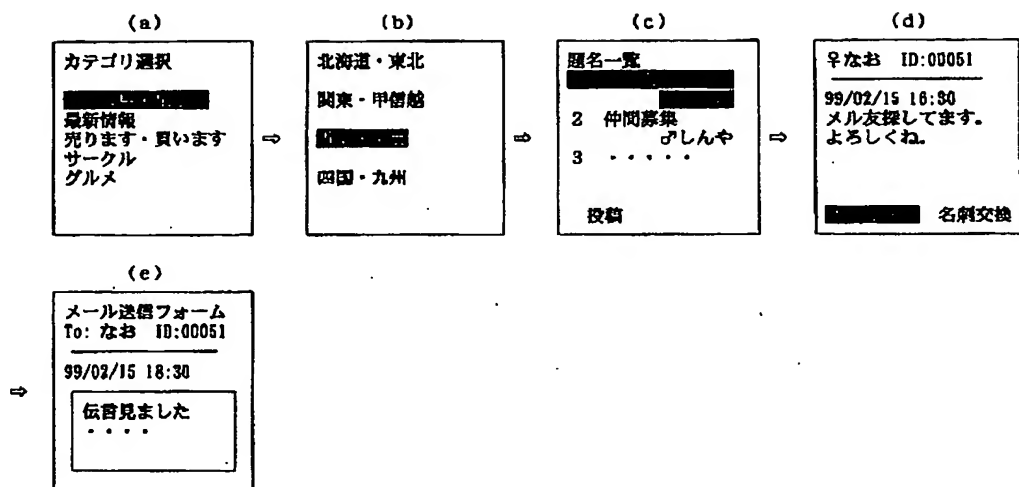 (a)
カテゴリ選択
最新情報
売ります・買います
サークル
グルメ
(b)
北海道・東北
関東・甲信越
四国・九州
(c)
題名一覧
2 仲間募集
♂しんや
3 ・・・・・
投稿
(d)
♀なお ID:00051
99/02/15 16:30
メル友探してます。
よろしくね。
名刺交換
(e)
メール送信フォーム
To: なお ID:00051
99/02/15 18:30
伝言見ました
・・・・